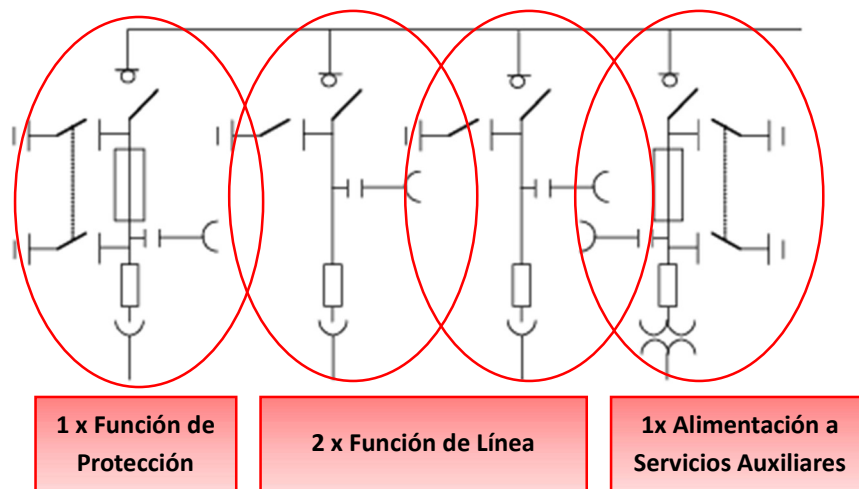 1 x Función de
Protección
2 x Función de Línea
1x Alimentación a
Servicios Auxiliares